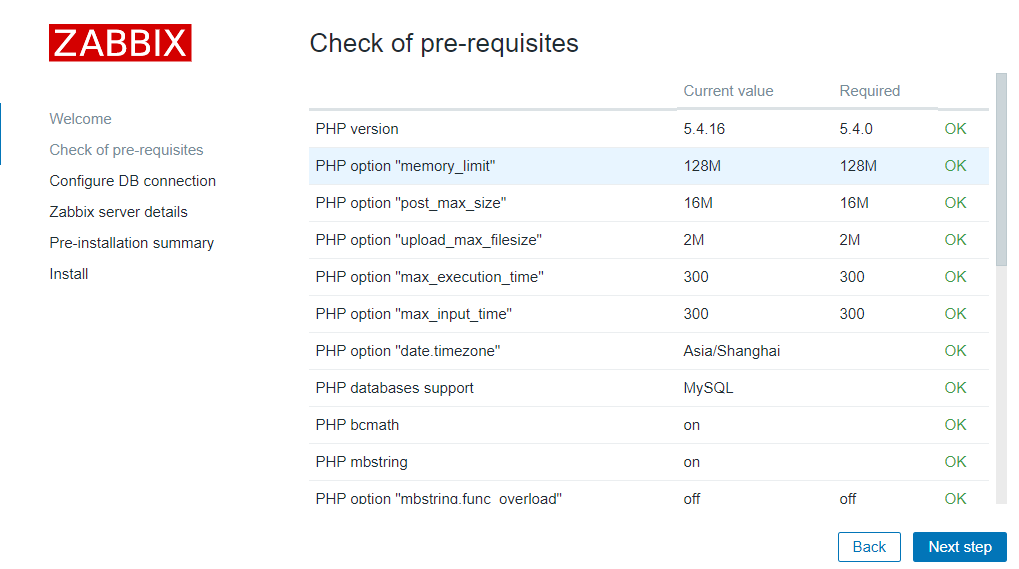 ZABBIX
Check of pre-requisites
Welcome
Check of pre-requisites
Configure DB connection
Zabbix server details
Pre-installation summary
Install
Current value Required
PHP version 5.4.16 5.4.0 OK
PHP option "memory_limit" 128M 128M OK
PHP option "post_max_size" 16M 16M OK
PHP option "upload_max_filesize" 2M 2M OK
PHP option "max_execution_time" 300 300 OK
PHP option "max_input_time" 300 300 OK
PHP option "date.timezone" Asia/Shanghai OK
PHP databases support MySQL OK
PHP bcmath on OK
PHP mbstring on OK
PHP option "mbstring.func_overload" off off OK
Back Next step